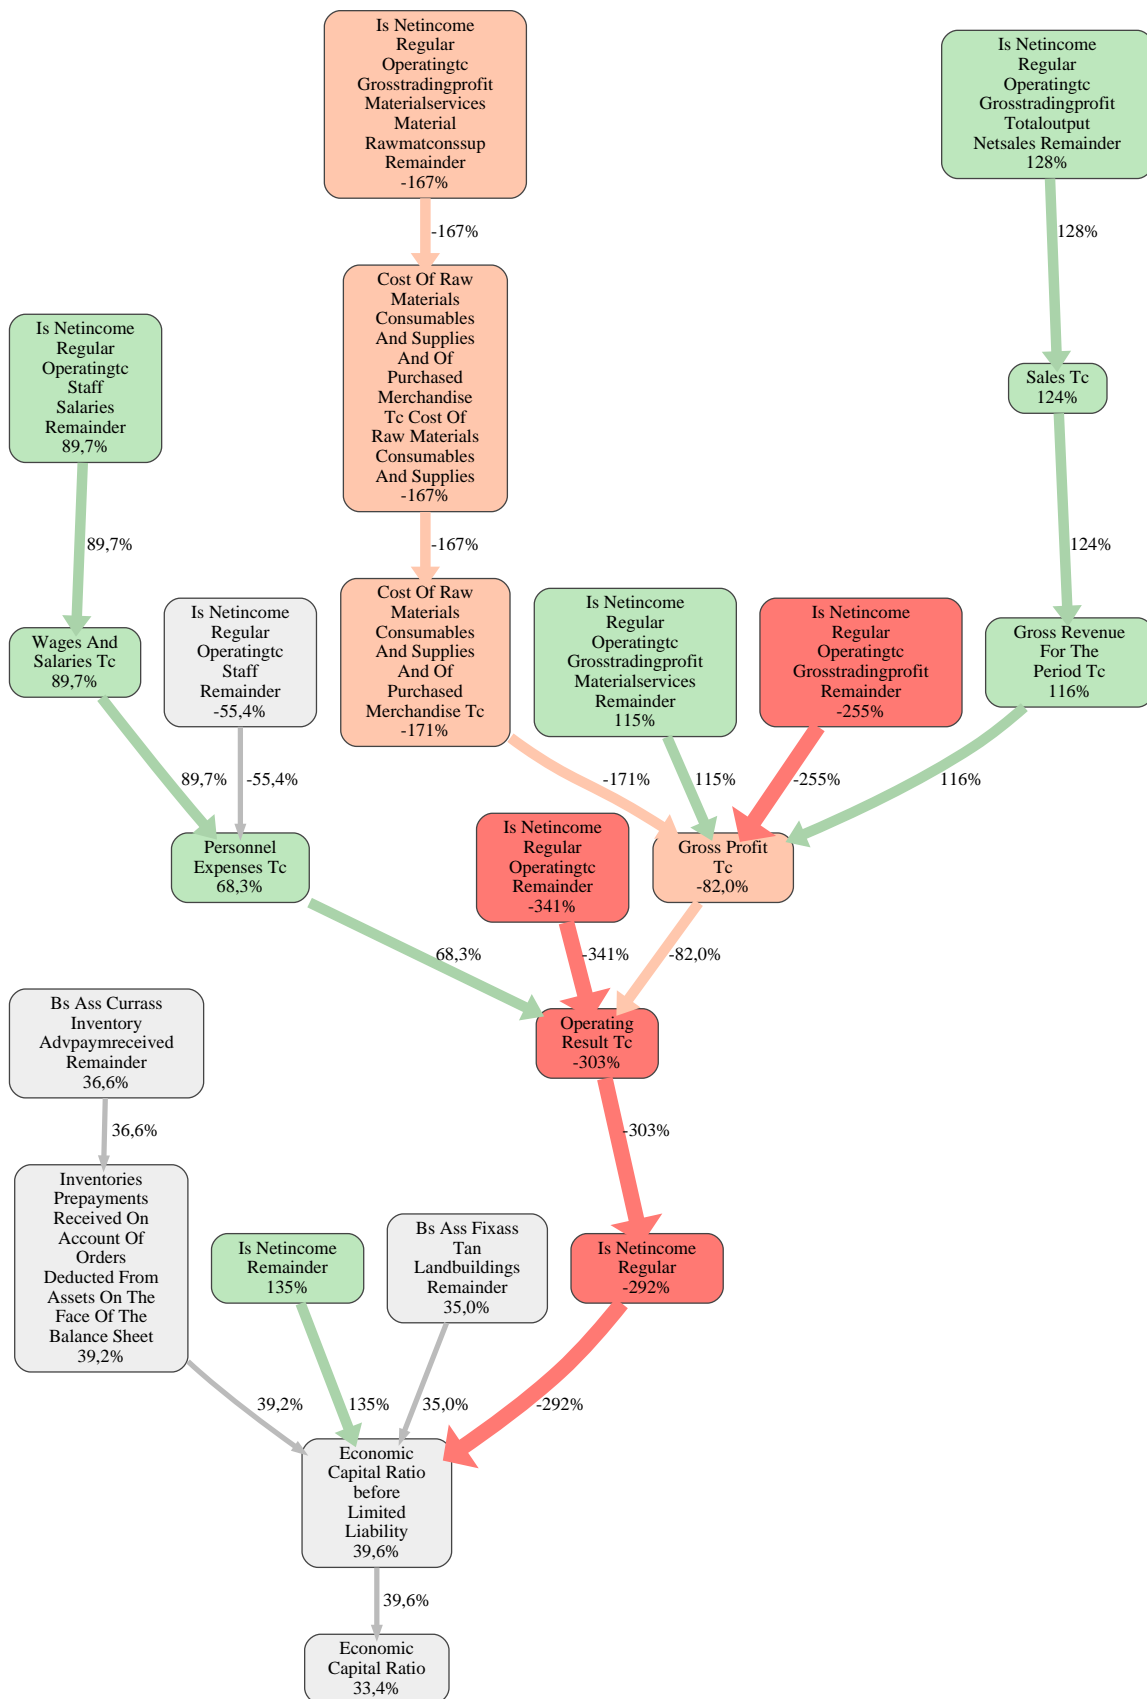 Is Netincome
Regular
Operatingtc
Grosstradingprofit
Materialservices
Material
Rawmatconssup
Remainder
-167%
Is Netincome
Regular
Operatingtc
Grosstradingprofit
Totaloutput
Netsales Remainder
128%
-167%
128%
Cost Of Raw
Materials
Consumables
And Supplies
And Of
Purchased
Merchandise
Tc Cost Of
Raw Materials
Consumables
And Supplies
-167%
Is Netincome
Regular
Operatingtc
Staff
Salaries
Remainder
89,7%
Sales Tc
124%
89,7%
-167%
124%
Wages And
Salaries Tc
89,7%
Is Netincome
Regular
Operatingtc
Staff
Remainder
-55,4%
Cost Of Raw
Materials
Consumables
And Supplies
And Of
Purchased
Merchandise Tc
-171%
Is Netincome
Regular
Operatingtc
Grosstradingprofit
Materialservices
Remainder
115%
Is Netincome
Regular
Operatingtc
Grosstradingprofit
Remainder
-255%
Gross Revenue
For The
Period Tc
116%
89,7%
-55,4%
-171%
115%
-255%
116%
Personnel
Expenses Tc
68,3%
Is Netincome
Regular
Operatingtc
Remainder
-341%
Gross Profit
Tc
-82,0%
68,3%
-341%
-82,0%
Bs Ass Currass
Inventory
Advpaymreceived
Remainder
36,6%
Operating
Result Tc
-303%
36,6%
-303%
Inventories
Prepayments
Received On
Account Of
Orders
Deducted From
Assets On The
Face Of The
Balance Sheet
39,2%
Is Netincome
Remainder
135%
Bs Ass Fixass
Tan
Landbuildings
Remainder
35,0%
Is Netincome
Regular
-292%
39,2%
135%
35,0%
-292%
Economic
Capital Ratio
before
Limited
Liability
39,6%
39,6%
Economic
Capital Ratio
33,4%